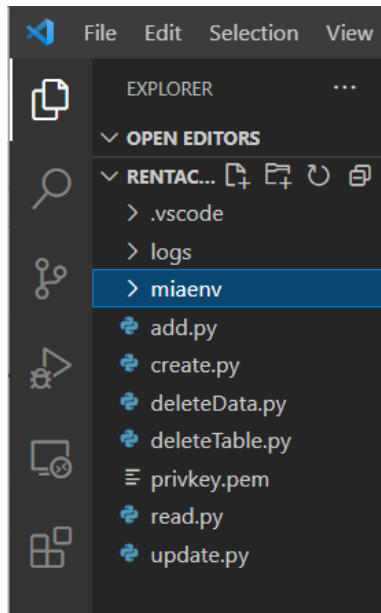 File Edit Selection View
EXPLORER ...
OPEN EDITORS
RENTAC...
.vscode
logs
miaenv
add.py
create.py
deleteData.py
deleteTable.py
privkey.pem
read.py
update.py